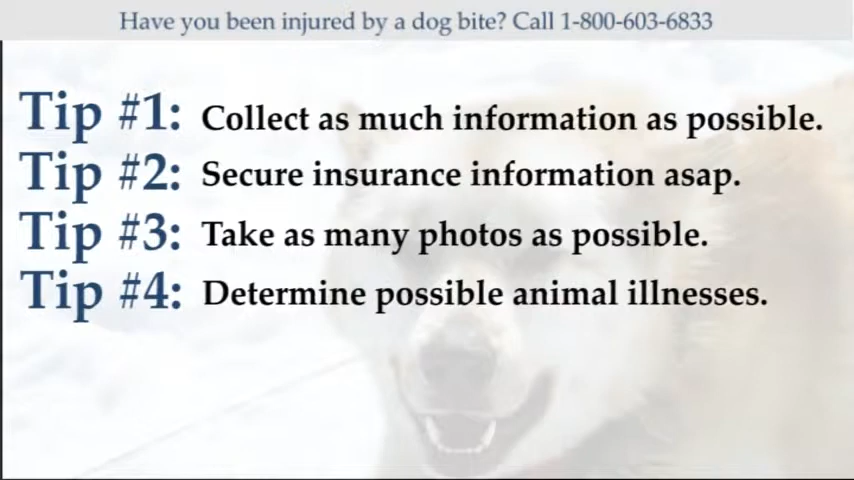 Have you been injured by a dog bite? Call 1-800-603-6833
Tip #1: Collect as much information as possible.
Tip #2: Secure insurance information asap.
Tip #3: Take as many photos as possible.
Tip #4: Determine possible animal illnesses.